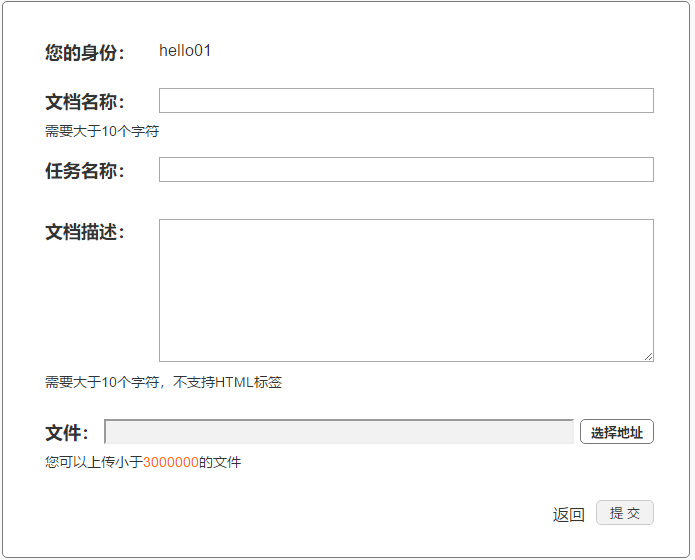 您的身份： hello01
文档名称：
需要大于10个字符
任务名称：
文档描述：
需要大于10个字符，不支持HTML标签
文件： 选择地址
您可以上传小于3000000的文件
返回 提 交